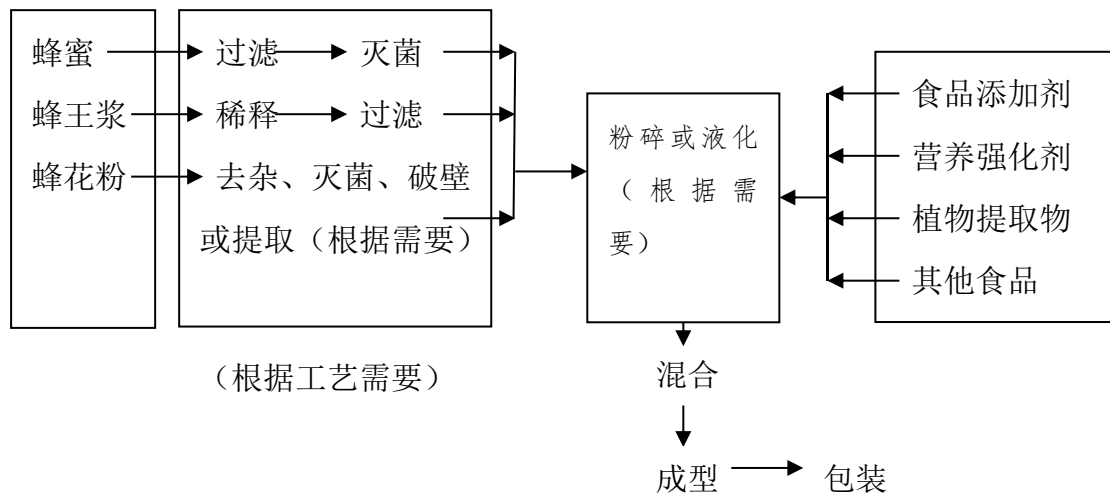 蜂蜜
过滤
灭菌
蜂王浆
稀释
过滤
蜂花粉
去杂、灭菌、破壁
或提取（根据需要）
（根据工艺需要）
粉碎或液化
（根据需
要）
食品添加剂
营养强化剂
植物提取物
其他食品
混合
成型
包装